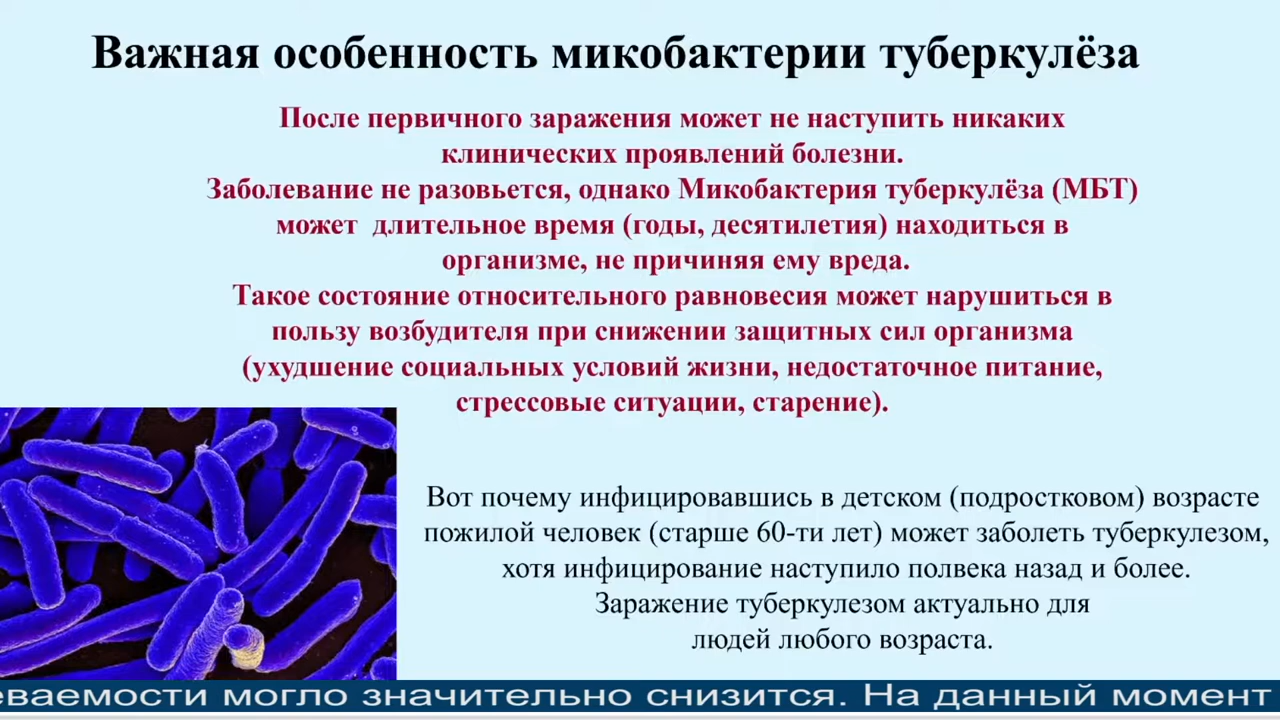 Важная особенность микобактерии туберкулёза
После первичного заражения может не наступить никаких
клинических проявлений болезни.
Заболевание не разовьется, однако Микобактерия туберкулёза (МБТ)
может длительное время (годы, десятилетия) находиться в
организме, не причиняя ему вреда.
Такое состояние относительного равновесия может нарушиться в
пользу возбудителя при снижении защитных сил организма
(ухудшение социальных условий жизни, недостаточное питание,
стрессовые ситуации, старение).
Вот почему инфицировавшись в детском (подростковом) возрасте
пожилой человек (старше 60-ти лет) может заболеть туберкулезом,
хотя инфицирование наступило полвека назад и более.
Заражение туберкулезом актуально для
людей любого возраста.
еваемости могло значительно снизится. На данный момент